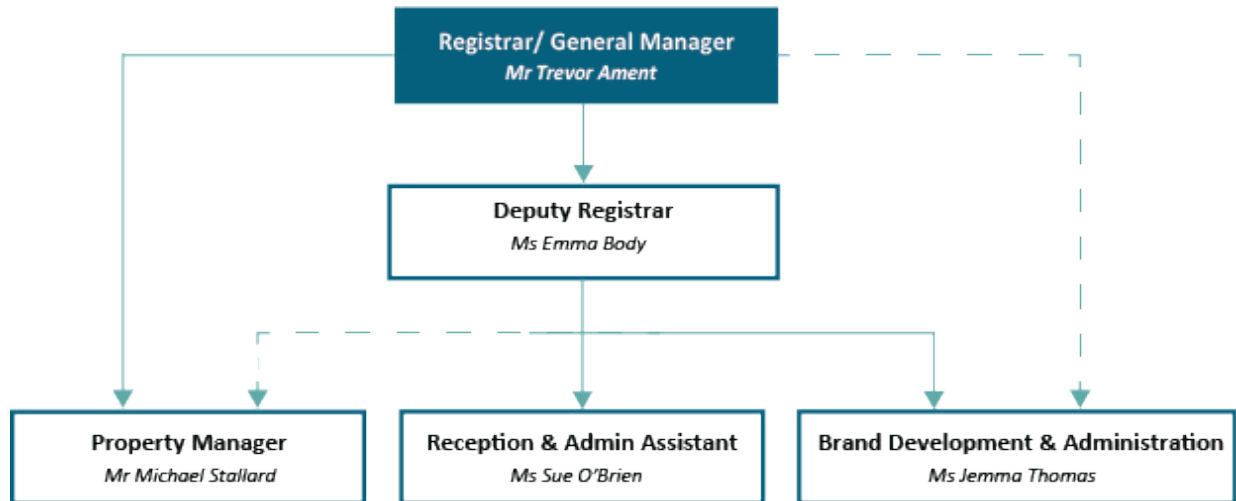 Registrar/ General Manager
Mr Trevor Ament
Deputy Registrar
Ms Emma Body
Property Manager
Mr Michael Stallard
Reception & Admin Assistant
Ms Sue O’Brien
Brand Development & Administration
Ms Jemma Thomas